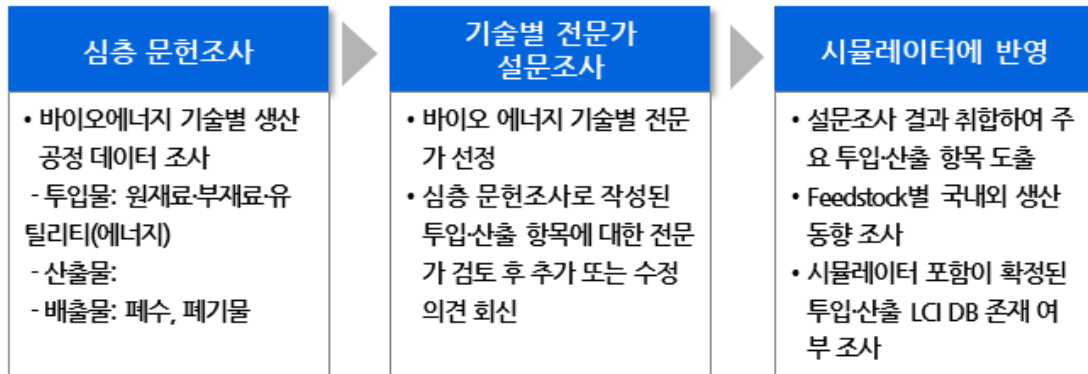 심층 문헌조사
• 바이오에너지 기술별 생산
공정 데이터 조사
- 투입물: 원재료·부재료·유
틸리티(에너지)
- 산출물:
- 배출물: 폐수, 폐기물
기술별 전문가
설문조사
• 바이오 에너지 기술별 전문
가 선정
• 심층 문헌조사로 작성된
투입·산출 항목에 대한 전문
가 검토 후 추가 또는 수정
의견 회신
시뮬레이터에 반영
• 설문조사 결과 취합하여 주
요 투입·산출 항목 도출
• Feedstock별 국내외 생산
동향 조사
• 시뮬레이터 포함이 확정된
투입·산출 LCI DB 존재 여
부 조사